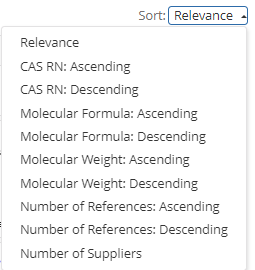 Sort: Relevance
Relevance
CAS RN: Ascending
CAS RN: Descending
Molecular Formula: Ascending
Molecular Formula: Descending
Molecular Weight: Ascending
Molecular Weight: Descending
Number of References: Ascending
Number of References: Descending
Number of Suppliers